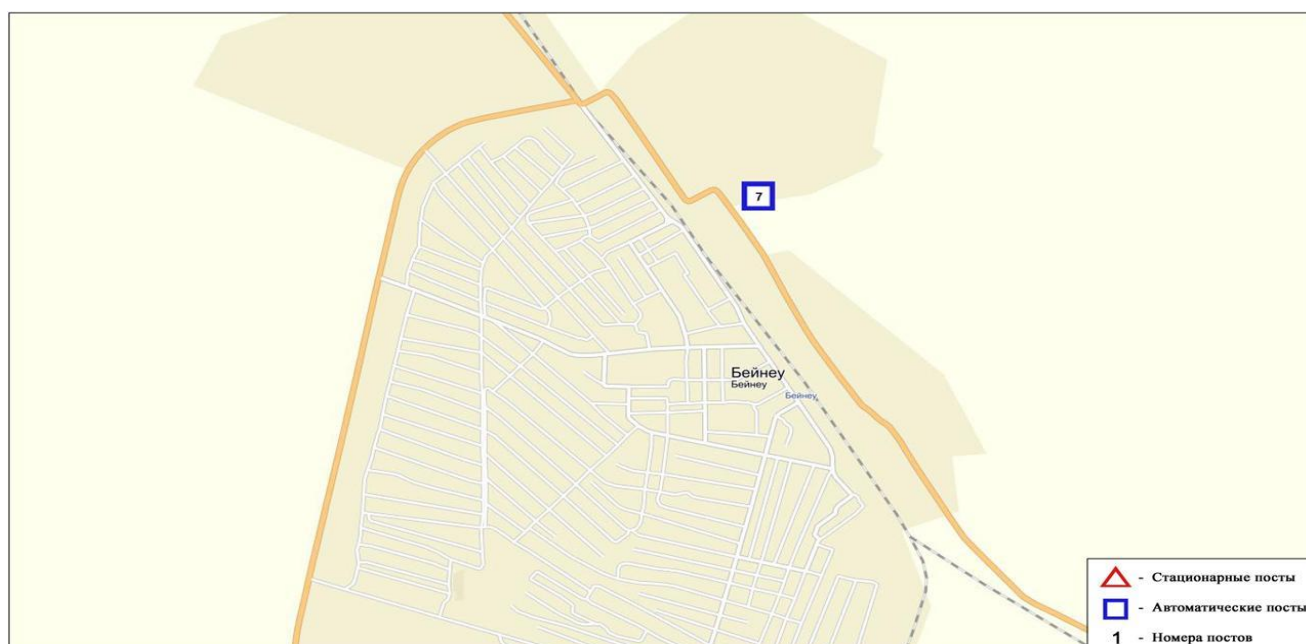 7
Бейнеу
Бейнеу
Бейнеу
- Стационарные посты
- Автоматические посты
1 - Номера постов